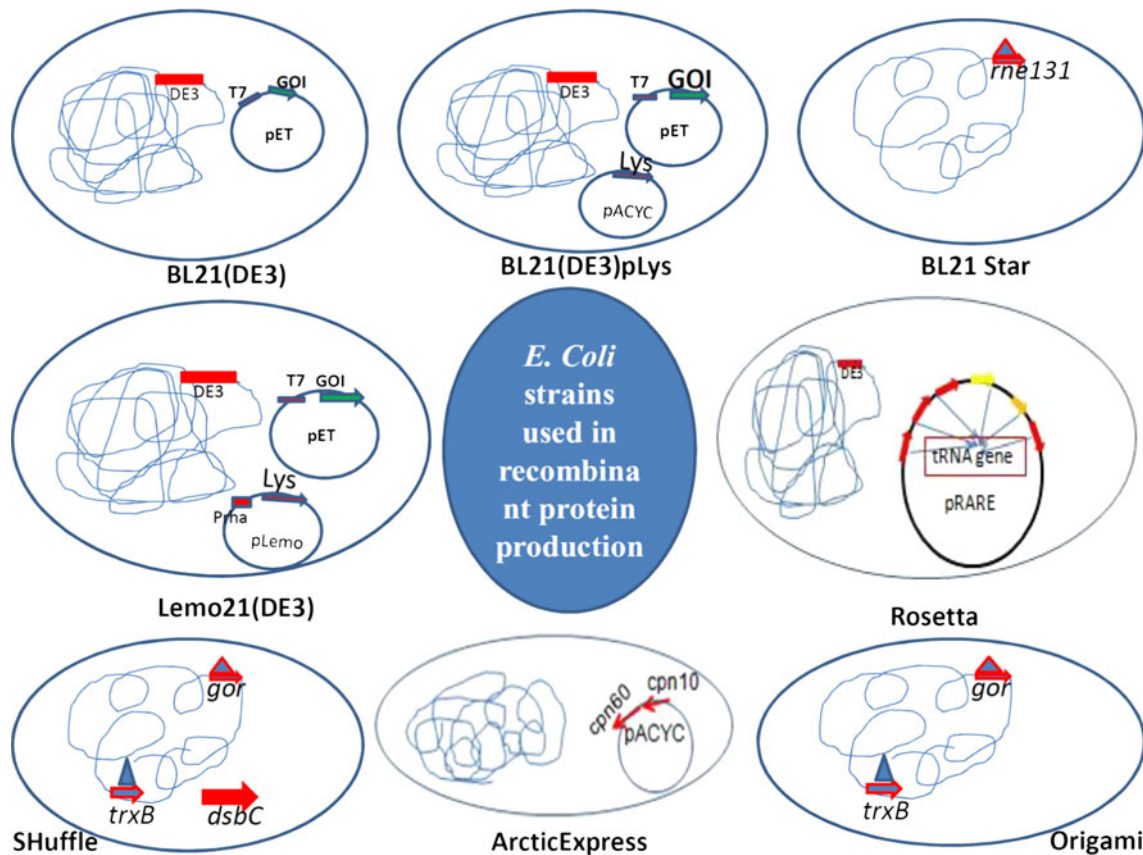 DE3
T7
GOI
pET
BL21(DE3)
DE3
T7
GOI
pET
Lys
pACYC
BL21(DE3)pLys
rne131
BL21 Star
DE3
T7 GOI
pET
Lys
Prha
pLemo
Lemo21(DE3)
E. Coli
strains
used in
recombina
nt protein
production
DE3
tRNA gene
pRARE
Rosetta
gor
trxB
dsbC
SHuffle
cpn60
cpn10
pACYC
ArcticExpress
gor
trxB
Origami